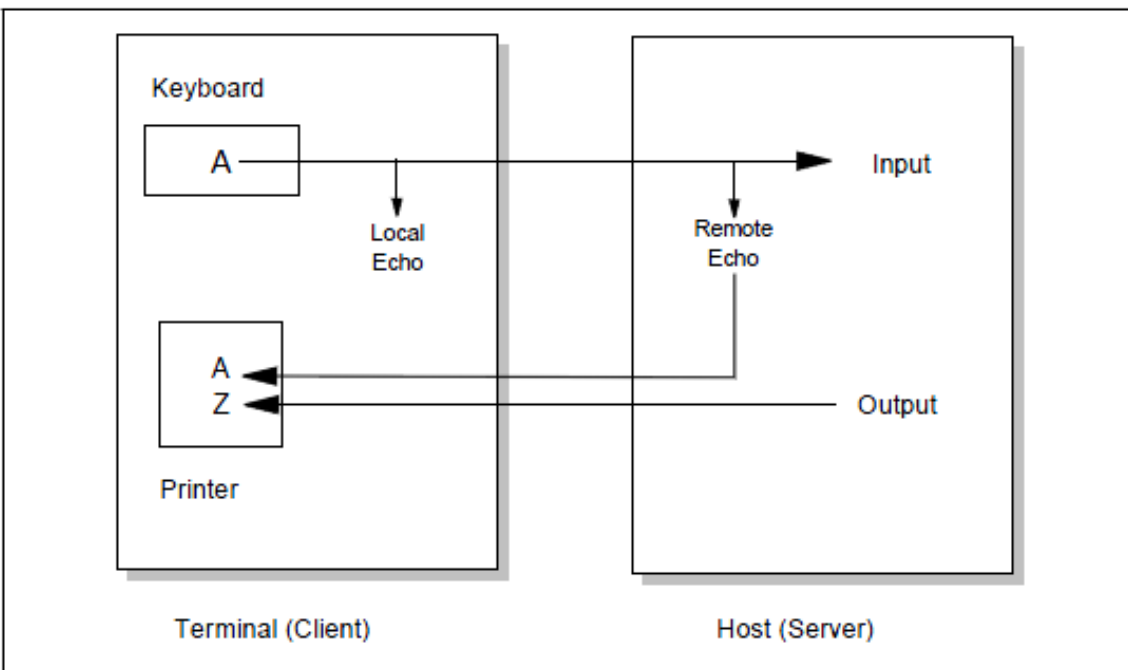 Keyboard
A
Input
Local
Echo
Remote
Echo
A
Z
Output
Printer
Terminal (Client)
Host (Server)